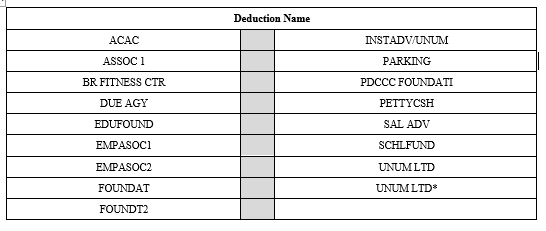 Deduction Name
ACAC INSTADV/UNUM
ASSOC 1 PARKING
BR FITNESS CTR PDCCC FOUNDATI
DUE AGY PETTYCSH
EDUFOUND SAL ADV
EMPASOC1 SCHLFUND
EMPASOC2 UNUM LTD
FOUNDAT UNUM LTD*
FOUNDT2